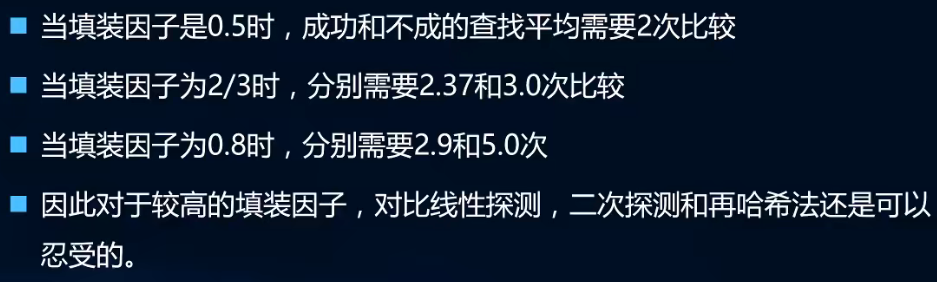 当填装因子是0.5时，成功和不成的查找平均需要2次比较
当填装因子为2/3时，分别需要2.37和3.0次比较
当填装因子为0.8时，分别需要2.9和5.0次
因此对于较高的填装因子，对比线性探测，二次探测和再哈希法还是可以
忍受的。